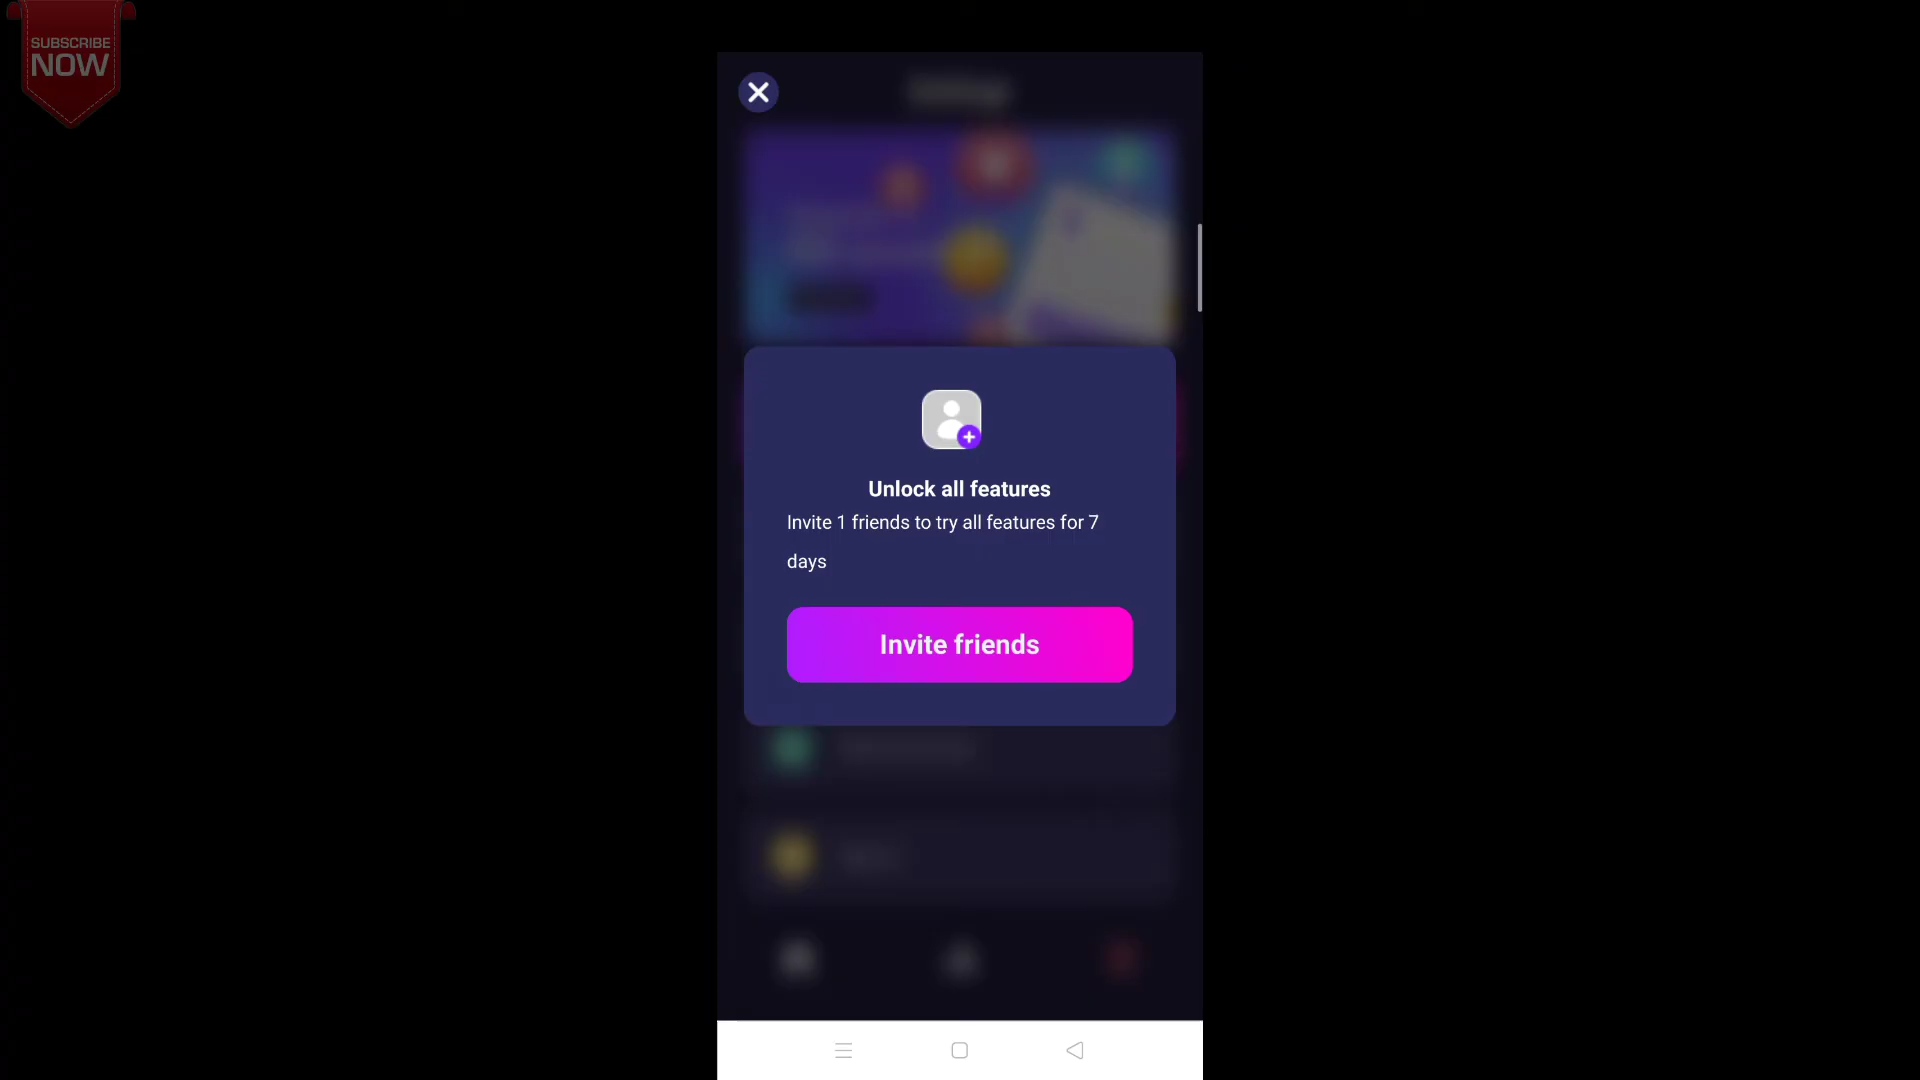 SUBSCRIBE
NOW
Unlock all features
Invite 1 friends to try all features for 7
days
Invite friends